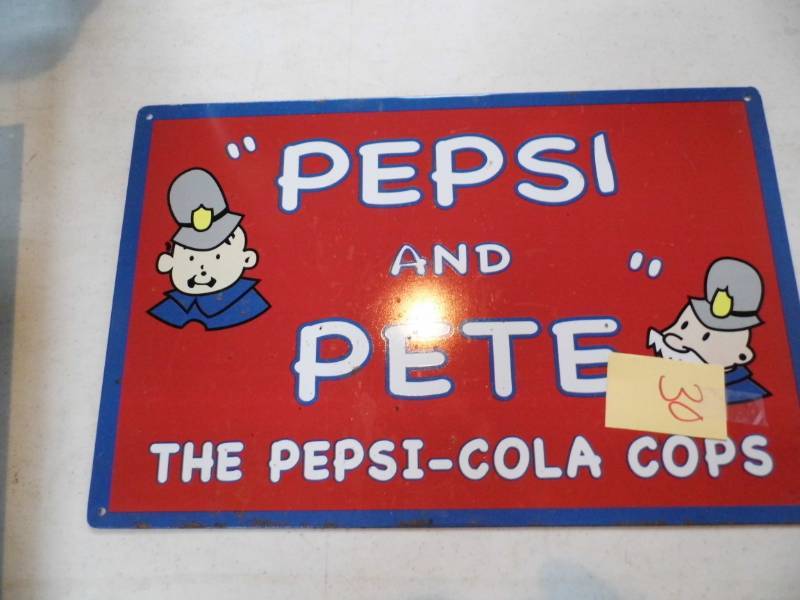 "PEPSI
AND
PETE"
30
THE PEPSI-COLA COPS